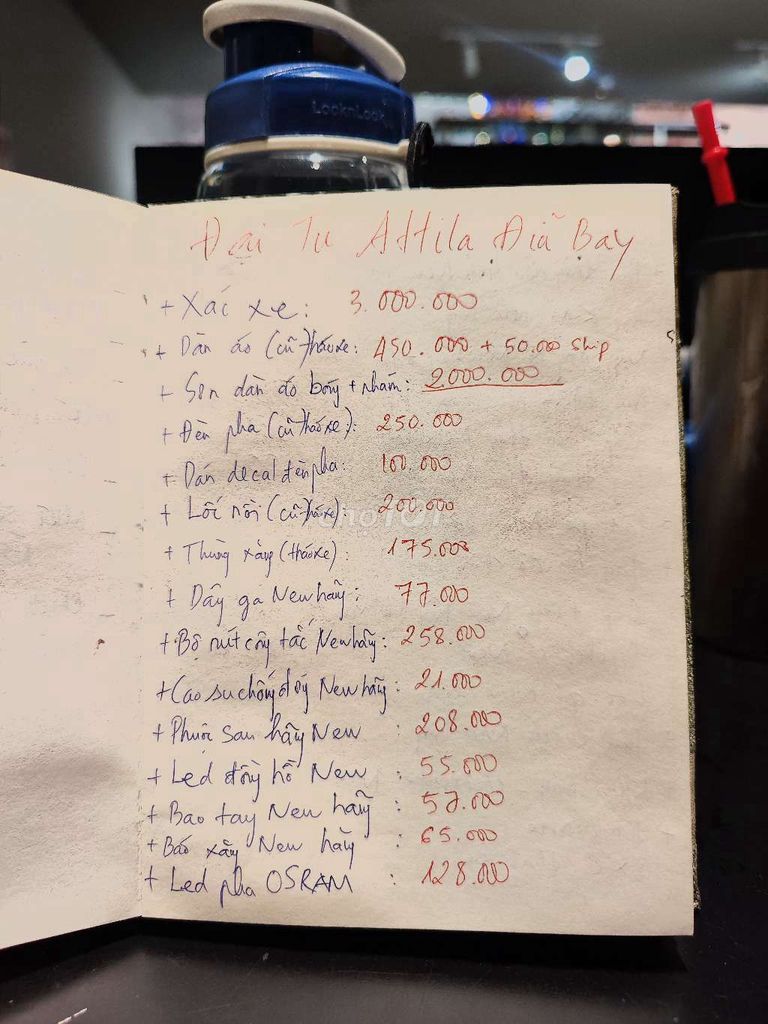 LooknLook
Đại Tu Attila Đĩa Bay
+ Xác xe: 3.000.000
+ Dàn áo (cũ tháo xe: 450.000 + 50.000 ship
+ Sơn dàn áo bóng + nhám: 2.000.000
+ Đèn pha (cũ tháo xe): 250.000
+ Dán decal đèn pha: 100.000
+ Lốc nồi (cũ tháo xe): 200.000
+ Thùng xăng (tháo xe): 175.000
+ Dây ga New hãng: 77.000
+ Bộ nút công tắc New hãng: 258.000
+ Cao su chống đứng New hãng: 21.000
+ Phuộc sau hãng New : 208.000
+ Led đồng hồ New : 55.000
+ Bao tay New hãng : 57.000
+ Báo xăng New hãng : 65.000
+ Led pha OSRAM : 128.000
chợ TỐT